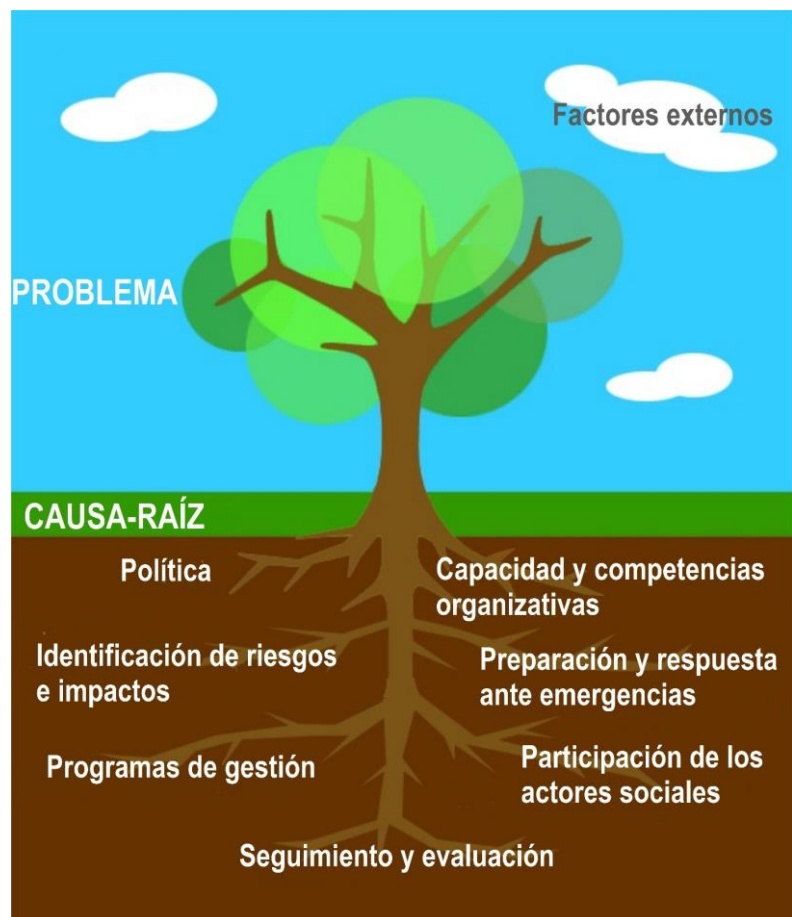 Factores externos
PROBLEMA
CAUSA-RAÍZ
Política
Capacidad y competencias
organizativas
Identificación de riesgos
e impactos
Preparación y respuesta
ante emergencias
Programas de gestión
Participación de los
actores sociales
Seguimiento y evaluación